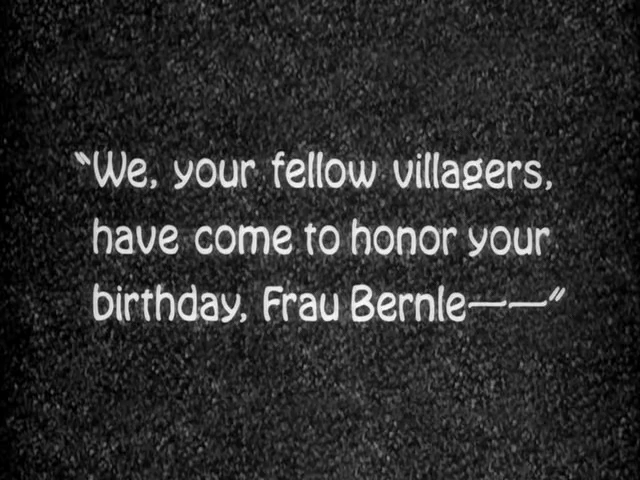 “We, your fellow villagers,
have come to honor your
birthday, Frau Bernle——”